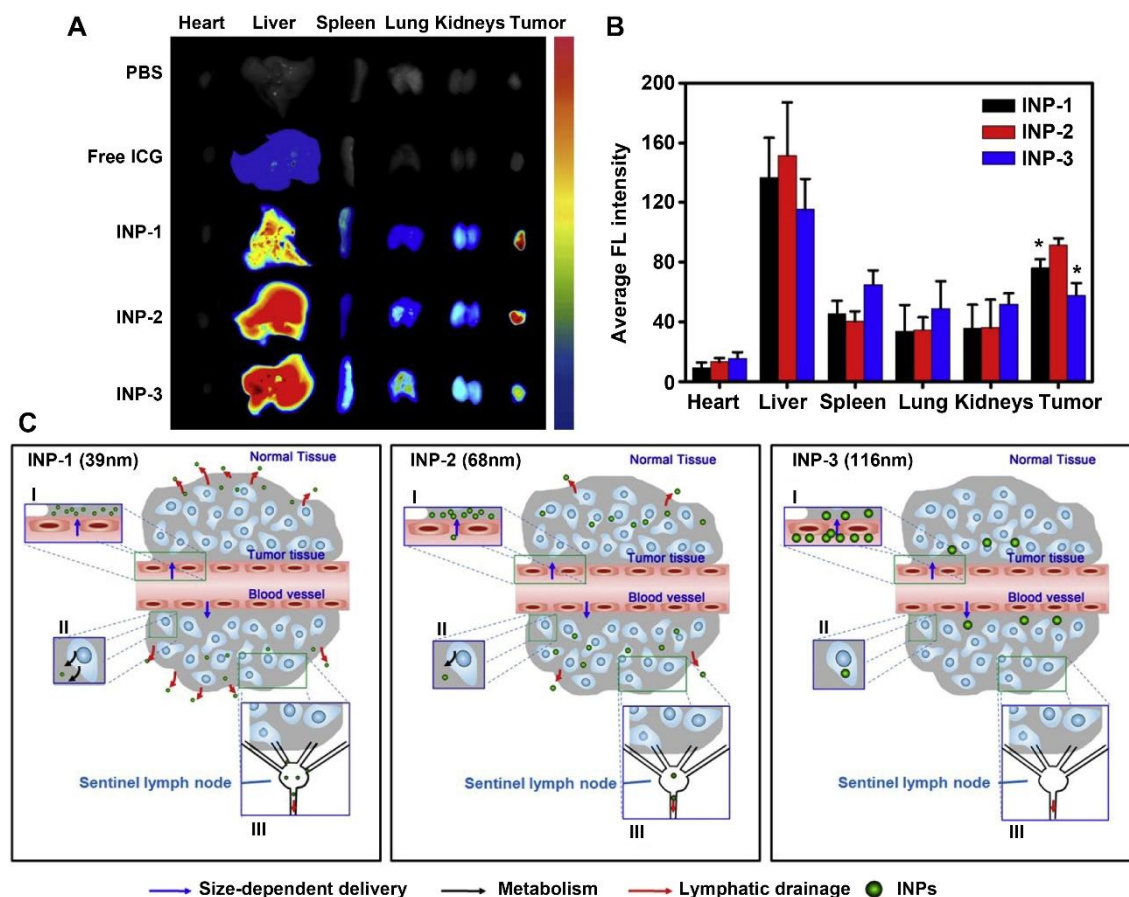 A
Heart Liver Spleen Lung Kidneys Tumor
PBS
Free ICG
INP-1
INP-2
INP-3
B
Average FL intensity
200
160
120
80
40
0
INP-1
INP-2
INP-3
* *
Heart Liver Spleen Lung Kidneys Tumor
C
INP-1 (39nm)
Normal Tissue
I
Tumor tissue
Blood vessel
II
Sentinel lymph node
III
INP-2 (68nm)
Normal Tissue
I
Tumor tissue
Blood vessel
II
Sentinel lymph node
III
INP-3 (116nm)
Normal Tissue
I
Tumor tissue
Blood vessel
II
Sentinel lymph node
III
Size-dependent delivery Metabolism Lymphatic drainage INPs